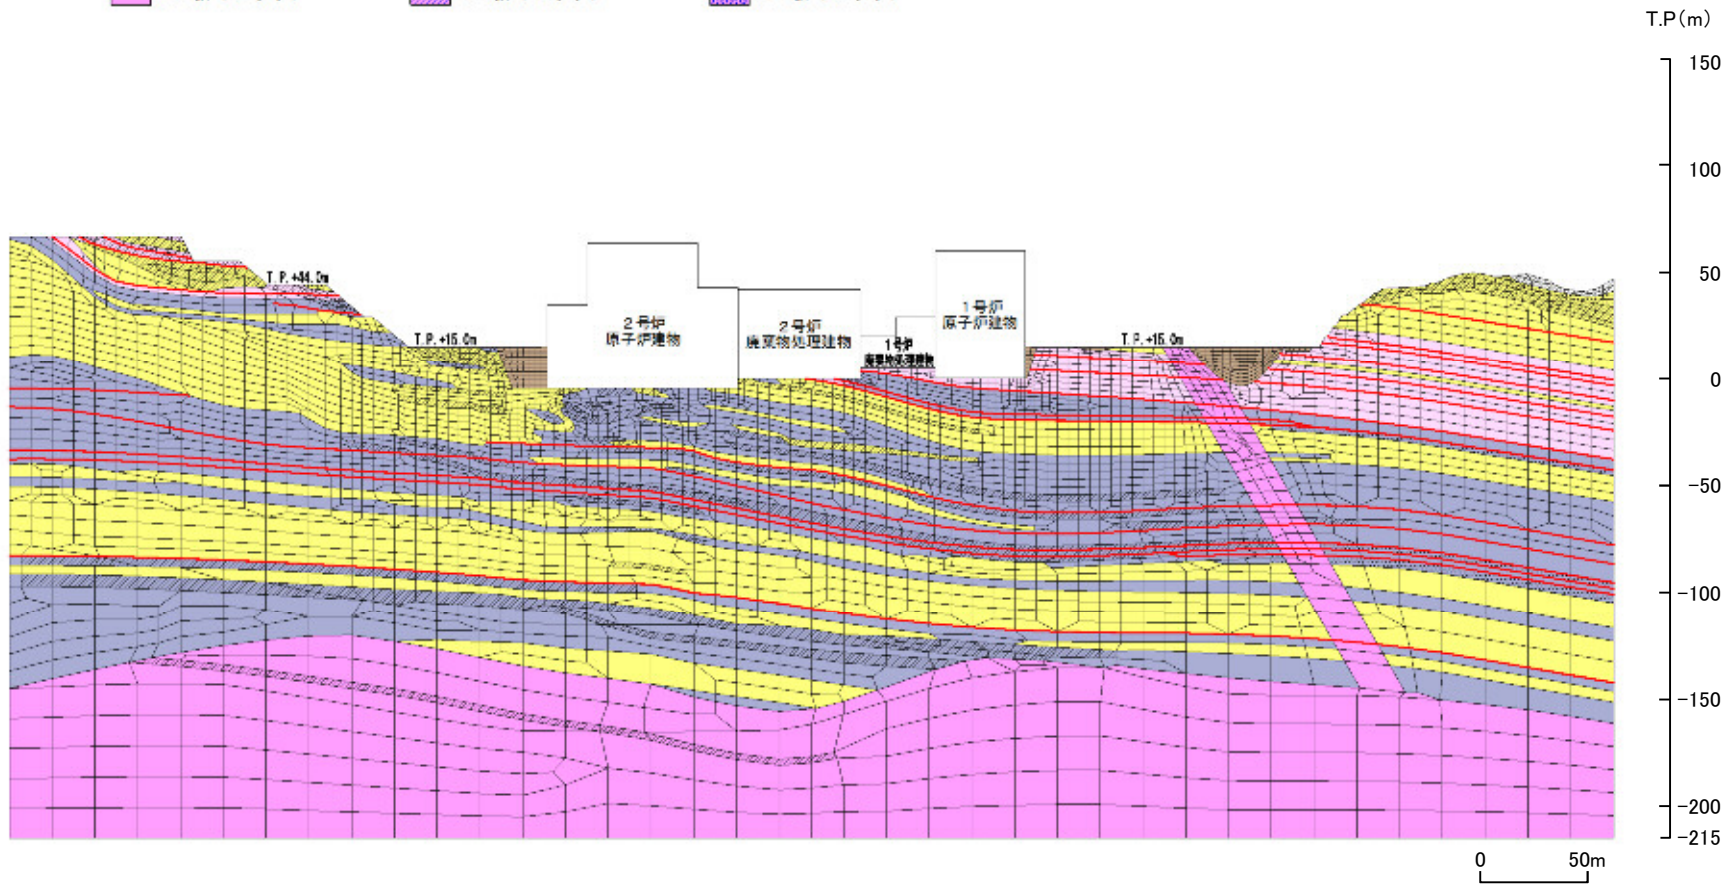 T.P(m)
150
100
50
0
-50
-100
-150
-200
-215
T.P.+44.0m
T.P.+15.0m
2号炉
原子炉建物
2号炉
廃棄物処理建物
1号炉
廃棄物処理建物
1号炉
原子炉建物
T.P.+15.0m
0 50m